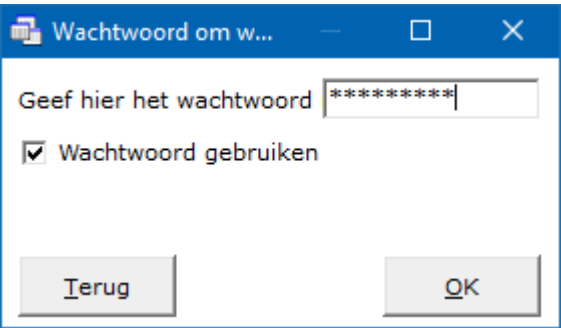 Wachtwoord om w...
Geef hier het wachtwoord *********
Wachtwoord gebruiken
Terug OK